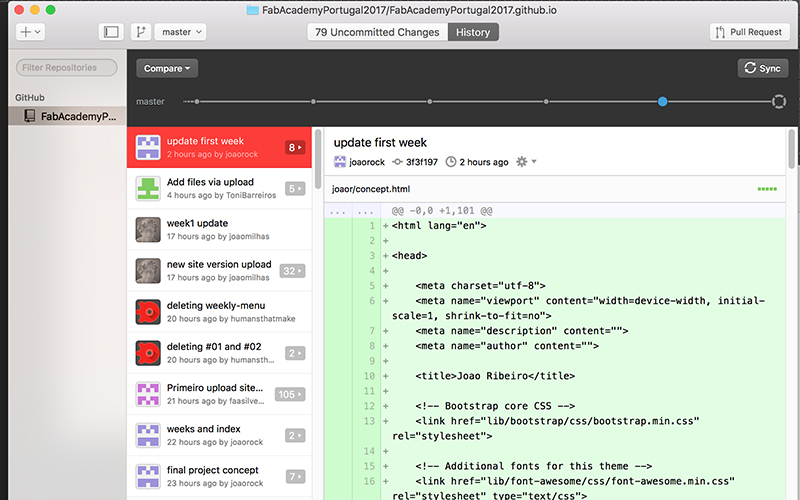 FabAcademyPortugal2017/FabAcademyPortugal2017.github.io
master
79 Uncommitted Changes
History
Pull Request
Filter Repositories
GitHub
FabAcademyP...
Compare
Sync
master
update first week
2 hours ago by joaorock
8
Add files via upload
4 hours ago by ToniBarreiros
5
week1 update
17 hours ago by joaomilhas
new site version upload
17 hours ago by joaomilhas
32
deleting weekly-menu
20 hours ago by humansthatmake
deleting #01 and #02
20 hours ago by humansth...
2
Primeiro upload site...
21 hours ago by faasilve...
105
weeks and index
22 hours ago by joaorock
2
final project concept
23 hours ago by joaorock
7
update first week
joaorock 3f3f197 2 hours ago
joaor/concept.html
... ... @@ -0,0 +1,101 @@
1 + <html lang="en">
2 +
3 + <head>
4 +
5 + <meta charset="utf-8">
6 + <meta name="viewport" content="width=device-width, initial-
scale=1, shrink-to-fit=no">
7 + <meta name="description" content="">
8 + <meta name="author" content="">
9 +
10 + <title>Joao Ribeiro</title>
11 +
12 + <!-- Bootstrap core CSS -->
13 + <link href="lib/bootstrap/css/bootstrap.min.css"
rel="stylesheet">
14 +
15 + <!-- Additional fonts for this theme -->
16 + <link href="lib/font-awesome/css/font-awesome.min.css"
rel="stylesheet" type="text/css">